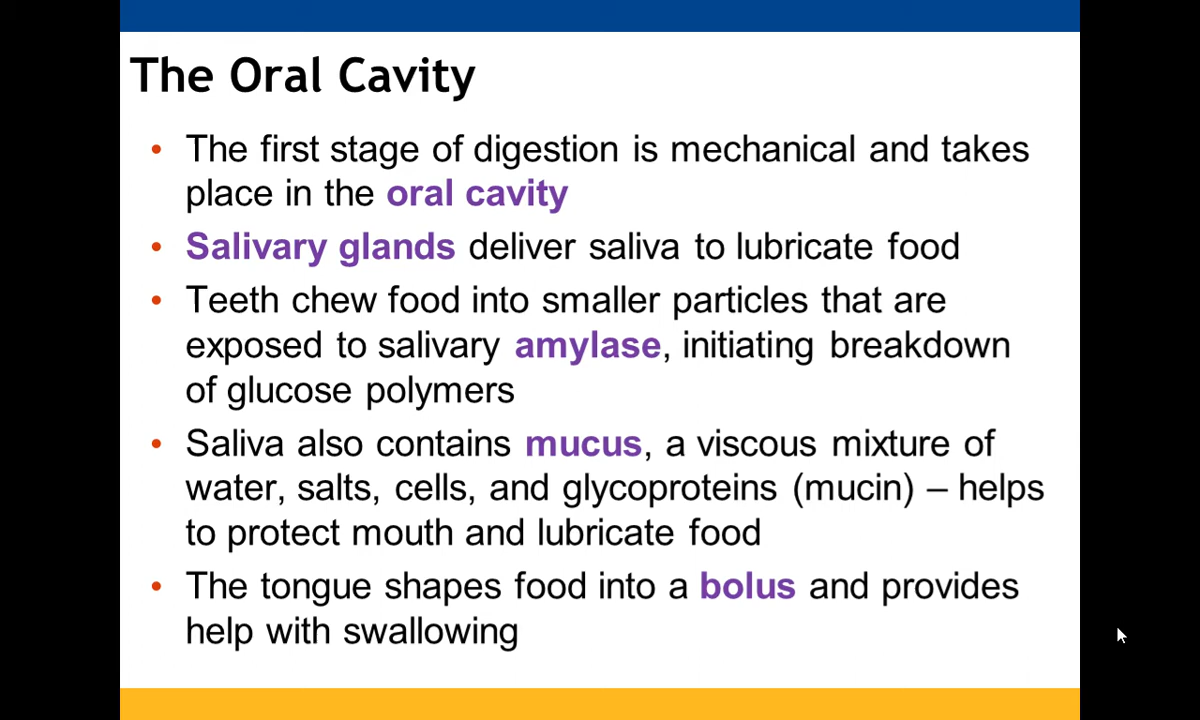 The Oral Cavity
• The first stage of digestion is mechanical and takes
place in the oral cavity
• Salivary glands deliver saliva to lubricate food
• Teeth chew food into smaller particles that are
exposed to salivary amylase, initiating breakdown
of glucose polymers
• Saliva also contains mucus, a viscous mixture of
water, salts, cells, and glycoproteins (mucin) – helps
to protect mouth and lubricate food
• The tongue shapes food into a bolus and provides
help with swallowing